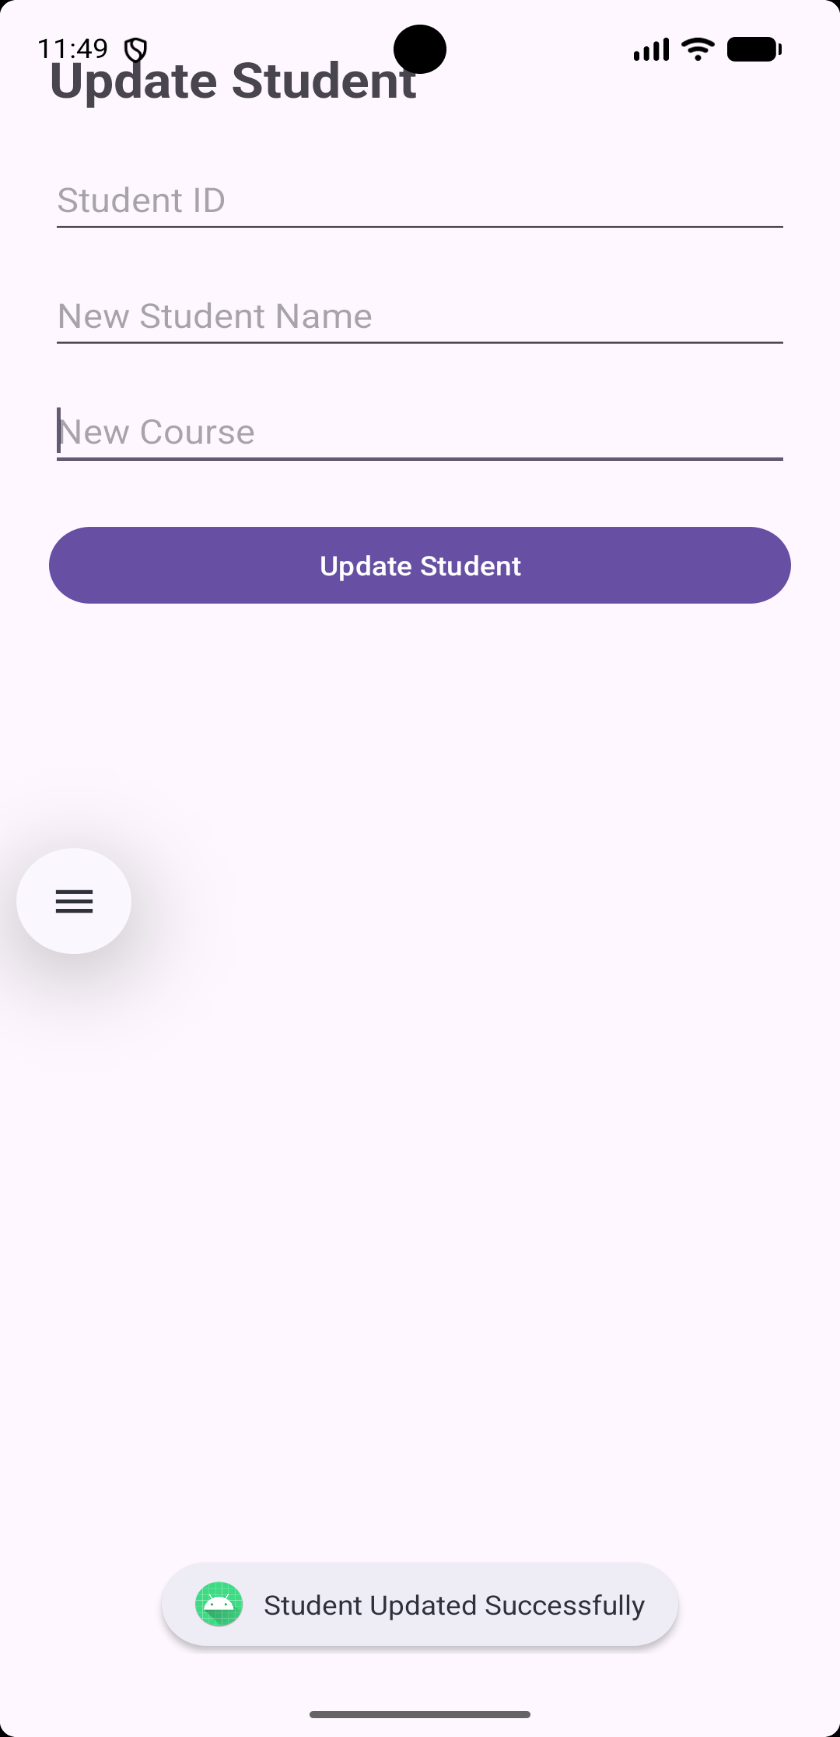 11:49
Update Student
Student ID
New Student Name
New Course
Update Student
Student Updated Successfully